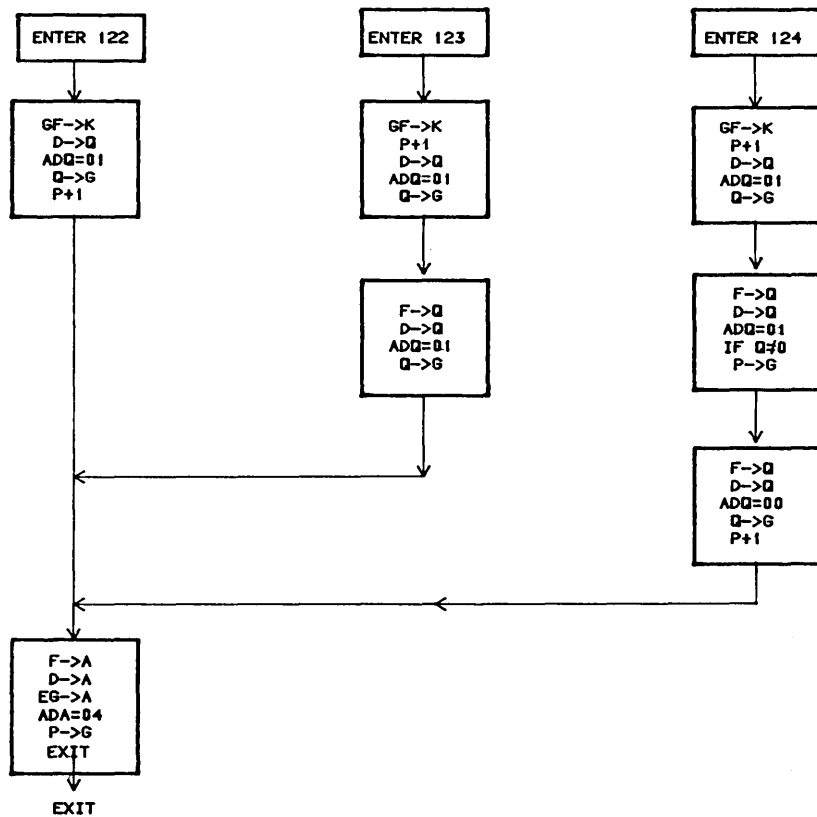 ENTER 122
GF->K
D->Q
ADQ=01
Q->G
P+1
ENTER 123
GF->K
P+1
D->Q
ADQ=01
Q->G
F->Q
D->Q
ADQ=01
Q->G
ENTER 124
GF->K
P+1
D->Q
ADQ=01
Q->G
F->Q
D->Q
ADQ=01
IF Q≠0
P->G
F->Q
D->Q
ADQ=00
Q->G
P+1
F->A
D->A
EG->A
ADA=04
P->G
EXIT
EXIT